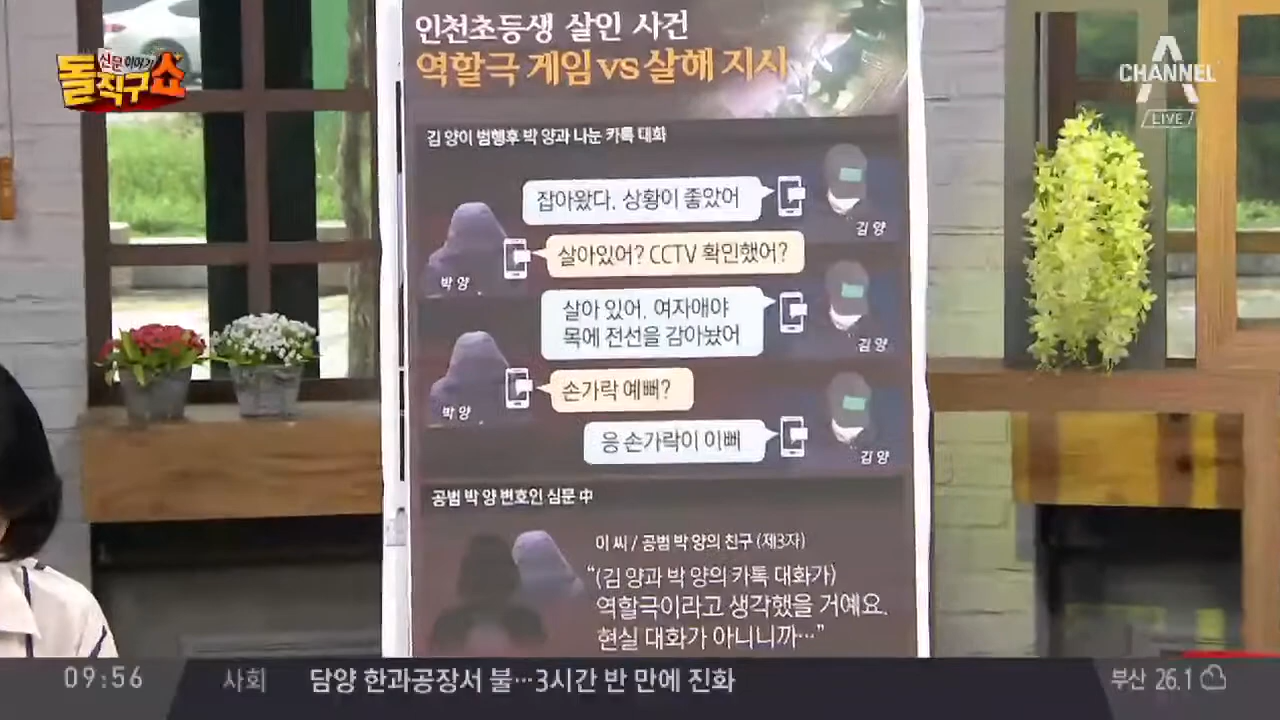 신문이야기
돌직구쇼
CHANNEL A
LIVE
인천초등생 살인 사건
역할극 게임 vs 살해 지시
김 양이 범행후 박 양과 나눈 카톡 대화
잡아왔다. 상황이 좋았어
김 양
살아있어? CCTV 확인했어?
박 양
살아 있어. 여자애야
목에 전선을 감아놨어
김 양
손가락 예뻐?
박 양
응 손가락이 이뻐
김 양
공범 박 양 변호인 심문 中
이 씨 / 공범 박 양의 친구 (제3자)
“(김 양과 박 양의 카톡 대화가)
역할극이라고 생각했을 거예요.
현실 대화가 아니니까…”
09:56 사회 담양 한과공장서 불…3시간 반 만에 진화 부산 26.1